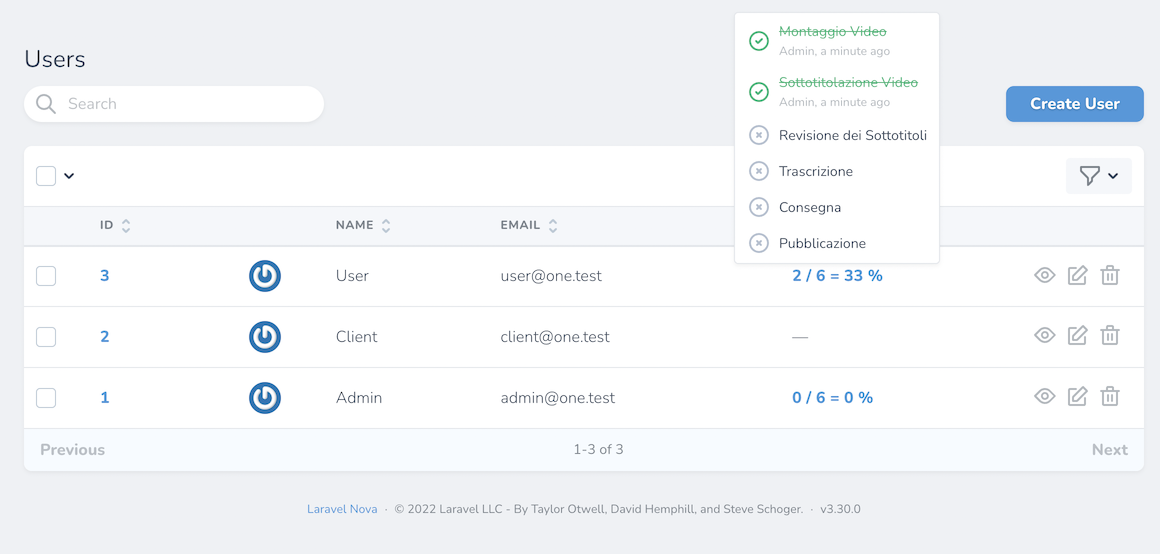 Montaggio Video
Admin, a minute ago
Users
Sottotitolazione Video
Admin, a minute ago
Search
Create User
Revisione dei Sottotitoli
Trascrizione
Consegna
Pubblicazione
ID NAME EMAIL
3 User user@one.test 2 / 6 = 33 %
2 Client client@one.test —
1 Admin admin@one.test 0 / 6 = 0 %
Previous 1-3 of 3 Next
Laravel Nova · © 2022 Laravel LLC - By Taylor Otwell, David Hemphill, and Steve Schoger. · v3.30.0